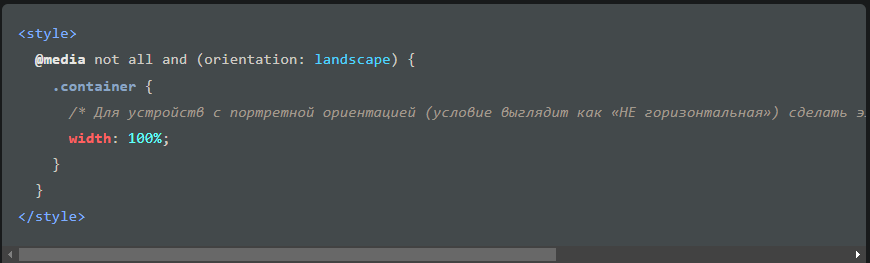 <style>
@media not all and (orientation: landscape) {
.container {
/* Для устройств с портретной ориентацией (условие выглядит как «НЕ горизонтальная») сделать
width: 100%;
}
}
</style>